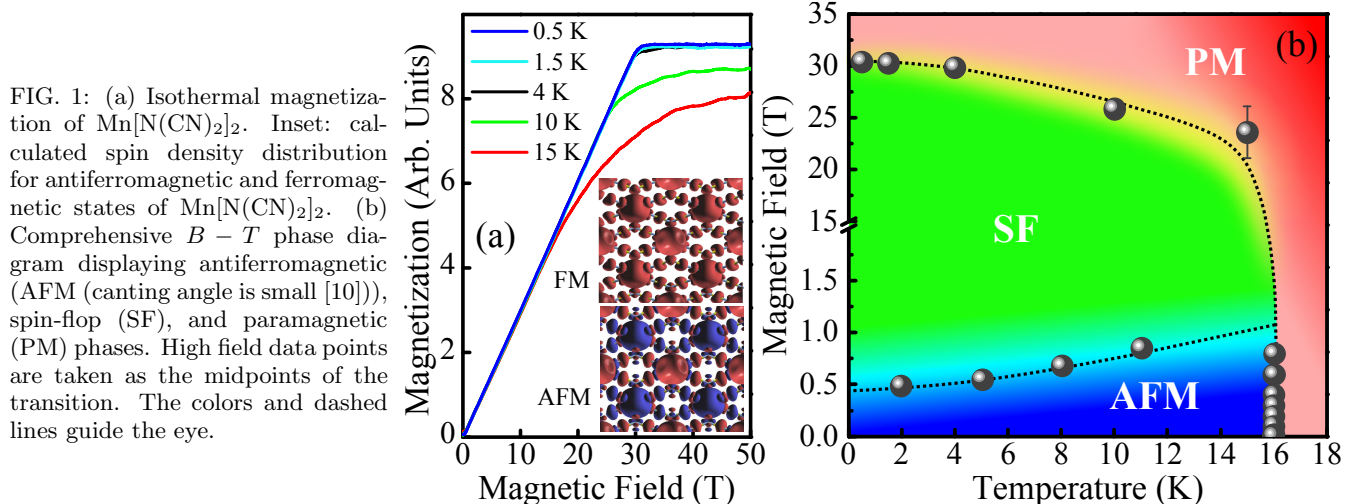 FIG. 1: (a) Isothermal magnetiza-
tion of Mn[N(CN)₂]₂. Inset: cal-
culated spin density distribution
for antiferromagnetic and ferromag-
netic states of Mn[N(CN)₂]₂. (b)
Comprehensive B − T phase dia-
gram displaying antiferromagnetic
(AFM (canting angle is small [10])),
spin-flop (SF), and paramagnetic
(PM) phases. High field data points
are taken as the midpoints of the
transition. The colors and dashed
lines guide the eye.
Magnetization (Arb. Units)
8
6
4
2
0
0.5 K
1.5 K
4 K
10 K
15 K
(a)
FM
AFM
0 10 20 30 40 50
Magnetic Field (T)
Magnetic Field (T)
35
30
25
20
15
1.5
1.0
0.5
0.0
(b)
PM
SF
AFM
0 2 4 6 8 10 12 14 16 18
Temperature (K)